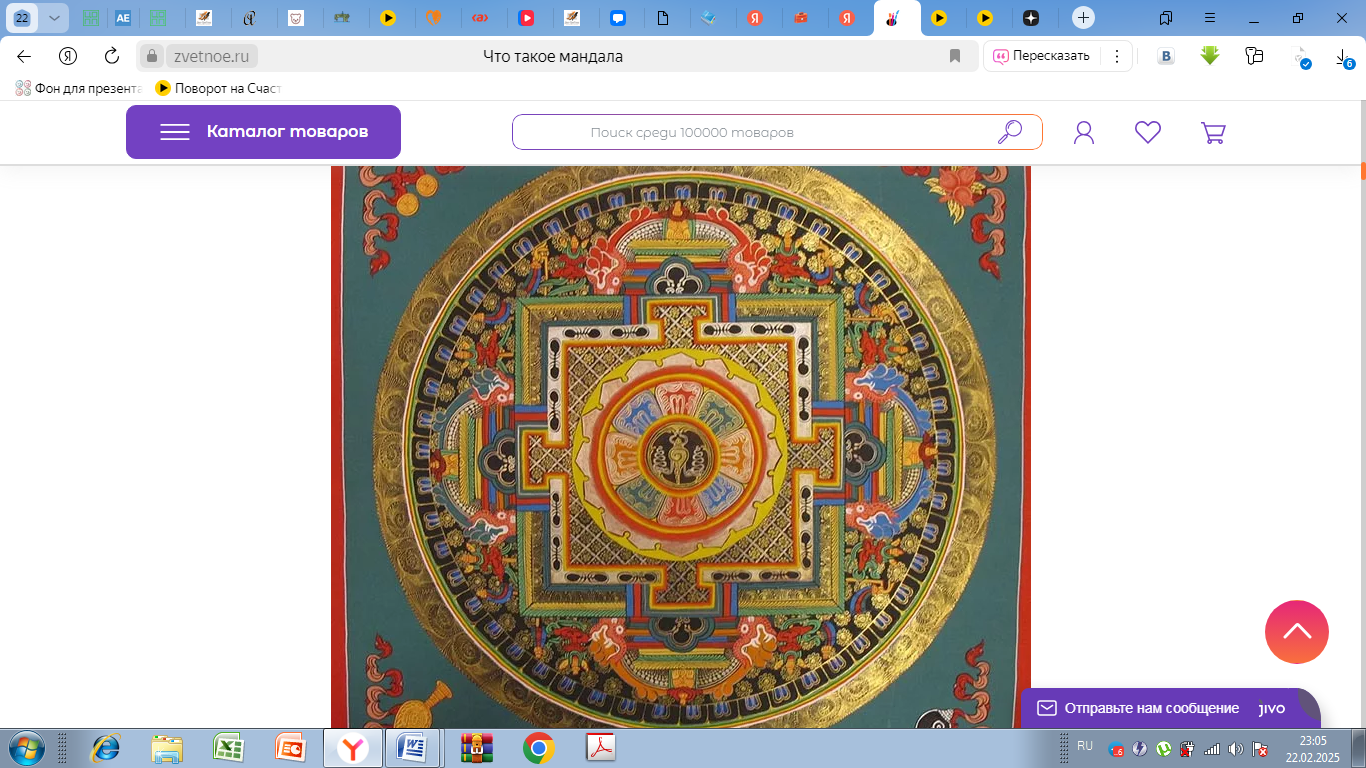 22
AE
zvetnoe.ru
Что такое мандала
Пересказать
6
Фон для презента
Поворот на Счаст
Каталог товаров
Поиск среди 100000 товаров
Отправьте нам сообщение
jivo
RU
23:05
22.02.2025